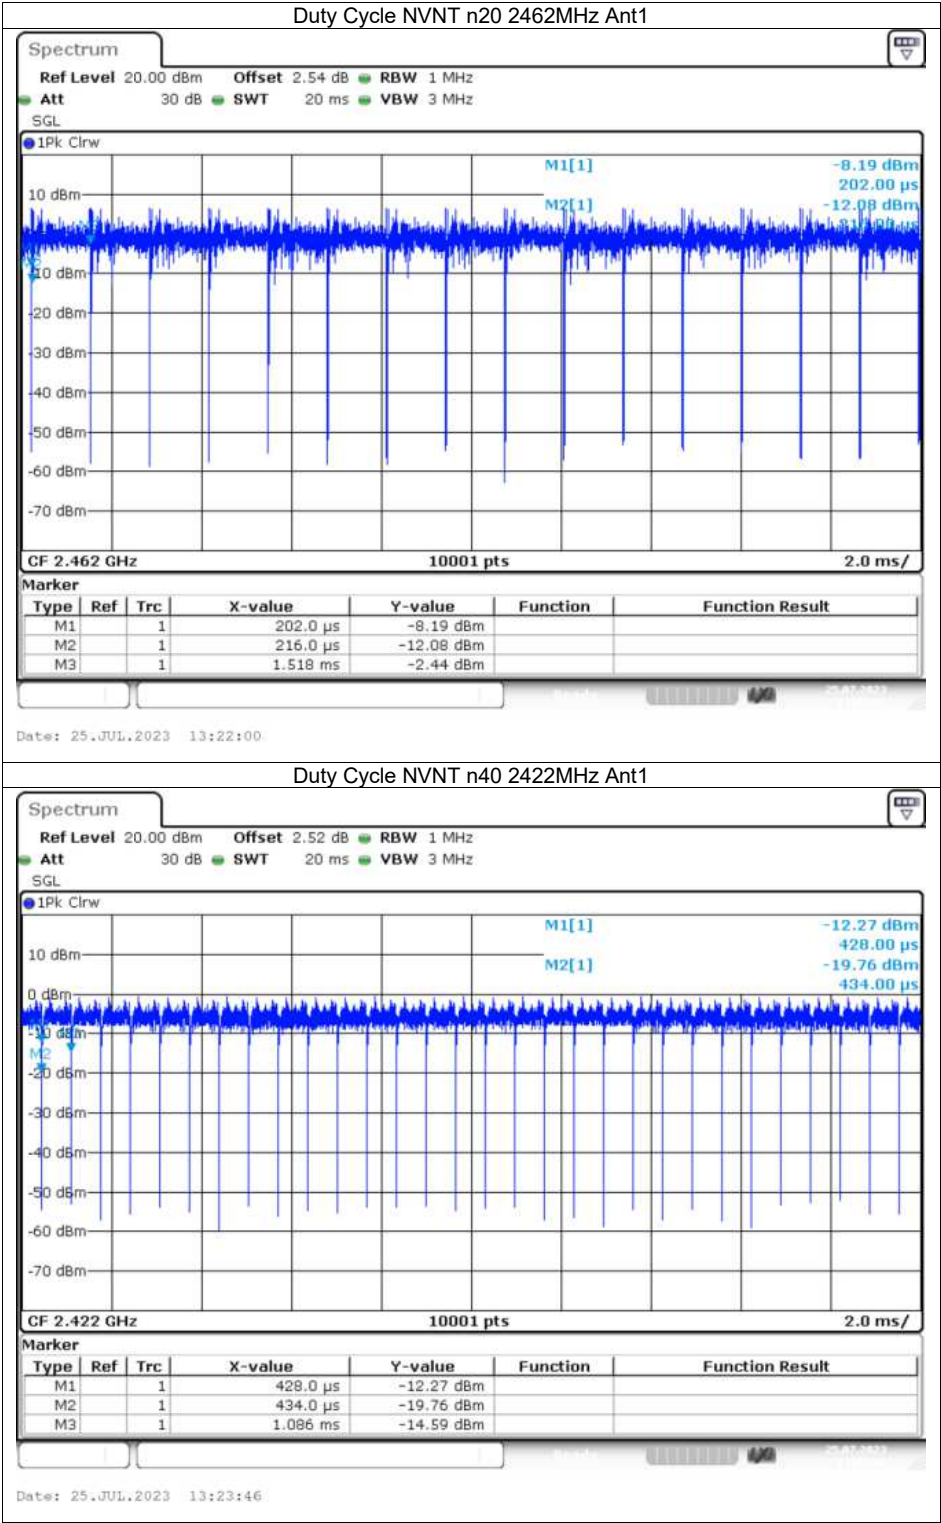 Duty Cycle NVNT n20 2462MHz Ant1
Spectrum
Ref Level 20.00 dBm Offset 2.54 dB RBW 1 MHz
Att 30 dB SWT 20 ms VBW 3 MHz
SGL
1Pk Clrw
M1[1] -8.19 dBm
202.00 µs
10 dBm
M2[1] -12.08 dBm
-10 dBm
-20 dBm
-30 dBm
-40 dBm
-50 dBm
-60 dBm
-70 dBm
CF 2.462 GHz 10001 pts 2.0 ms/
Marker
Type Ref Trc X-value Y-value Function Function Result
M1 1 202.0 µs -8.19 dBm
M2 1 216.0 µs -12.08 dBm
M3 1 1.518 ms -2.44 dBm
Date: 25.JUL.2023 13:22:00
Duty Cycle NVNT n40 2422MHz Ant1
Spectrum
Ref Level 20.00 dBm Offset 2.52 dB RBW 1 MHz
Att 30 dB SWT 20 ms VBW 3 MHz
SGL
1Pk Clrw
M1[1] -12.27 dBm
428.00 µs
10 dBm
M2[1] -19.76 dBm
434.00 µs
0 dBm
-10 dBm
M2
-20 dBm
-30 dBm
-40 dBm
-50 dBm
-60 dBm
-70 dBm
CF 2.422 GHz 10001 pts 2.0 ms/
Marker
Type Ref Trc X-value Y-value Function Function Result
M1 1 428.0 µs -12.27 dBm
M2 1 434.0 µs -19.76 dBm
M3 1 1.086 ms -14.59 dBm
Date: 25.JUL.2023 13:23:46